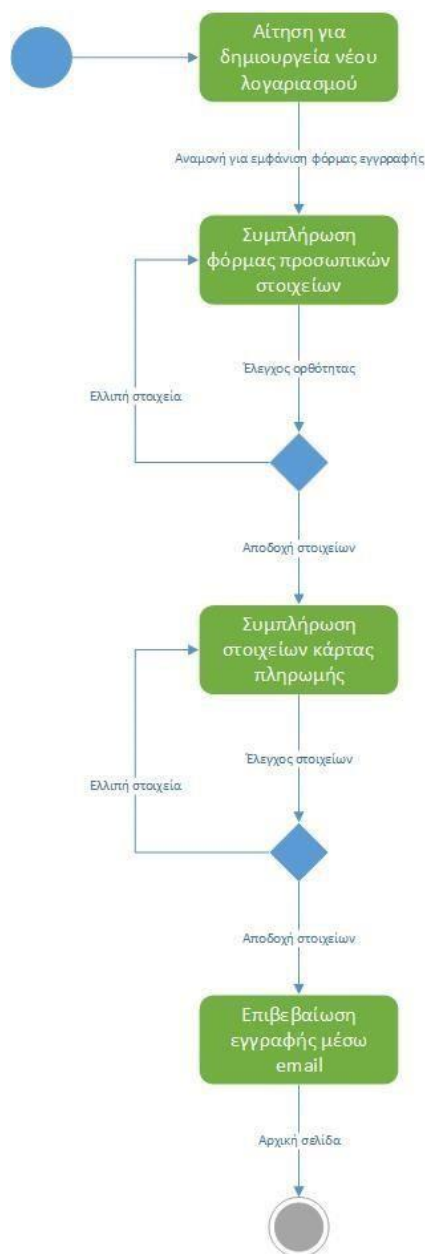 Αίτηση για
δημιουργεία νέου
λογαριασμού
Αναμονή για εμφάνιση φόρμας εγγρραφής
Συμπλήρωση
φόρμας προσωπικών
στοιχείων
Έλεγχος ορθότητας
Ελλιπή στοιχεία
Αποδοχή στοιχείων
Συμπλήρωση
στοιχείων κάρτας
πληρωμής
Έλεγχος στοιχείων
Ελλιπή στοιχεία
Αποδοχή στοιχείων
Επιβεβαίωση
εγγραφής μέσω
email
Αρχική σελίδα